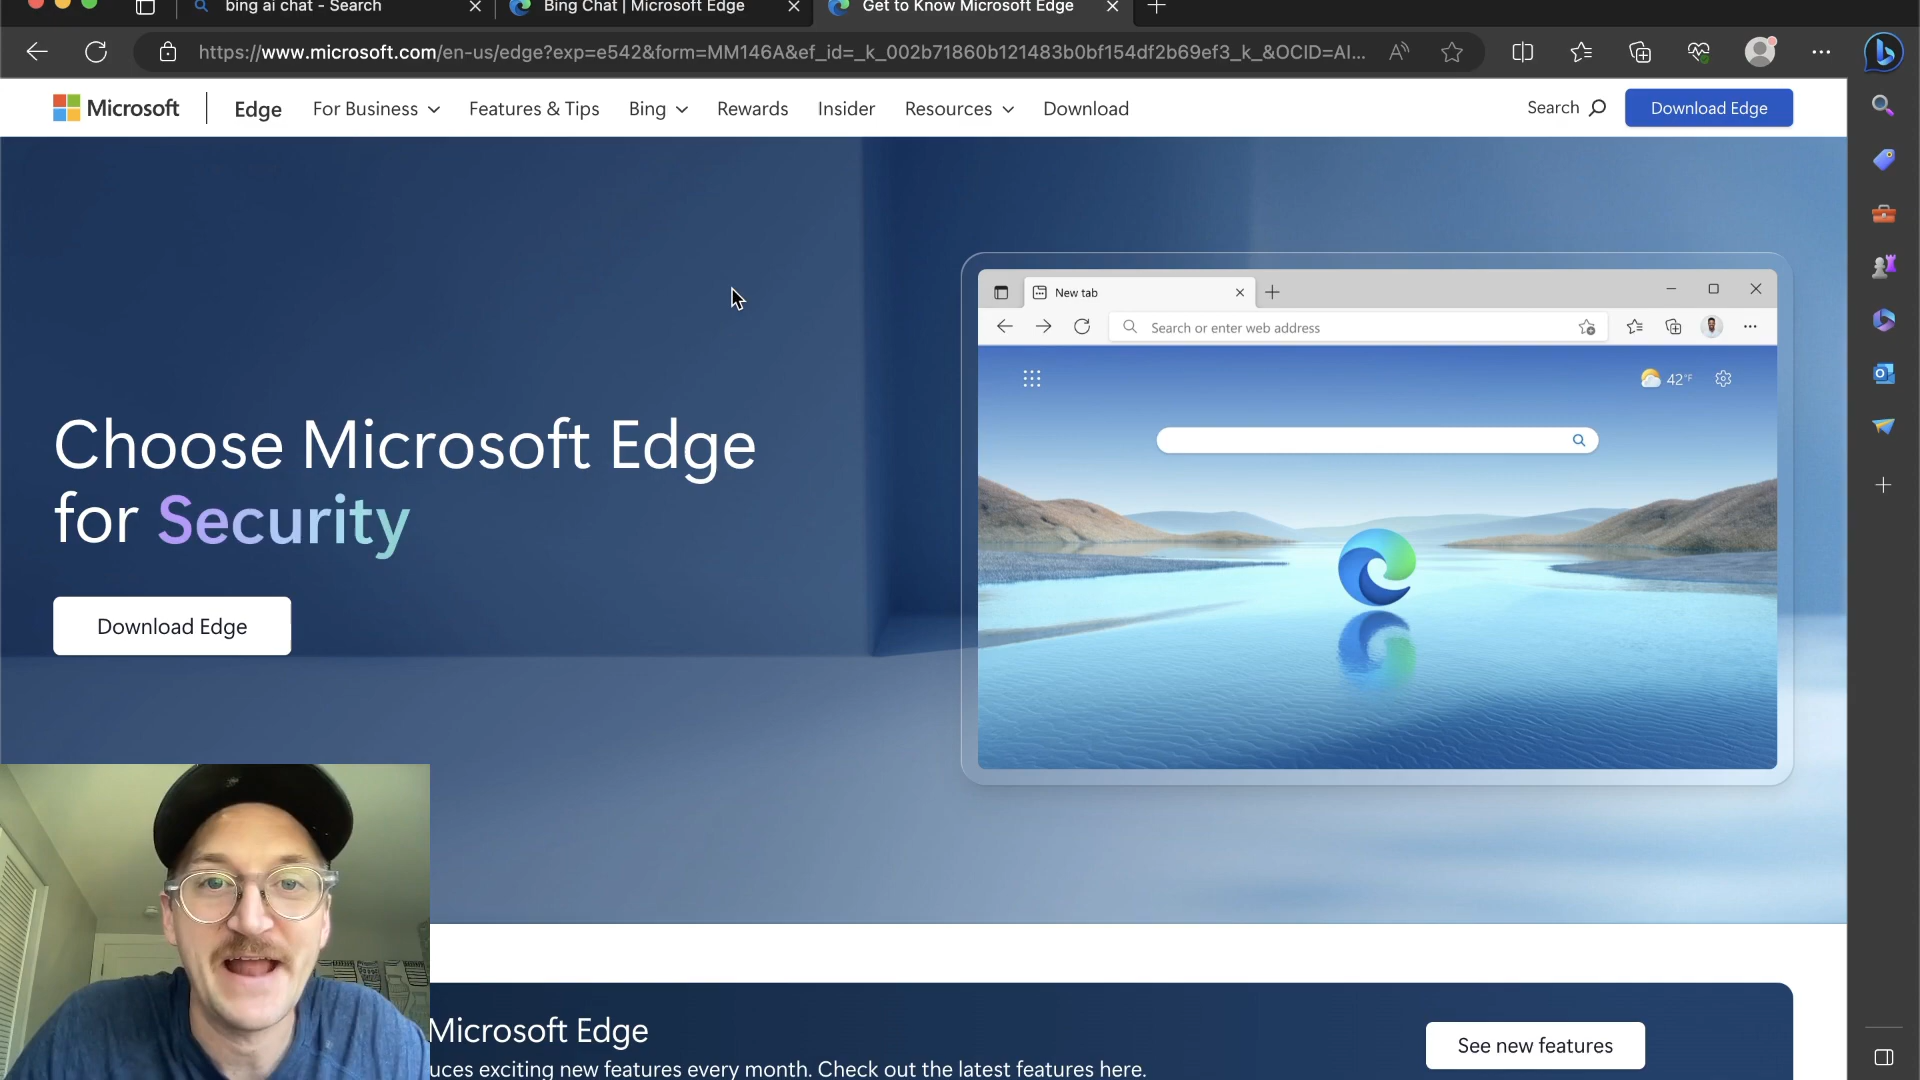 bing ai chat - Search
Bing Chat | Microsoft Edge
Get to Know Microsoft Edge
https://www.microsoft.com/en-us/edge?exp=e542&form=MM146A&ef_id=_k_002b71860b121483b0bf154df2b69ef3_k_&OCID=AI...
Microsoft
Edge
For Business
Features & Tips
Bing
Rewards
Insider
Resources
Download
Search
Download Edge
New tab
Search or enter web address
42°F
Choose Microsoft Edge
for Security
Download Edge
Microsoft Edge
uces exciting new features every month. Check out the latest features here.
See new features